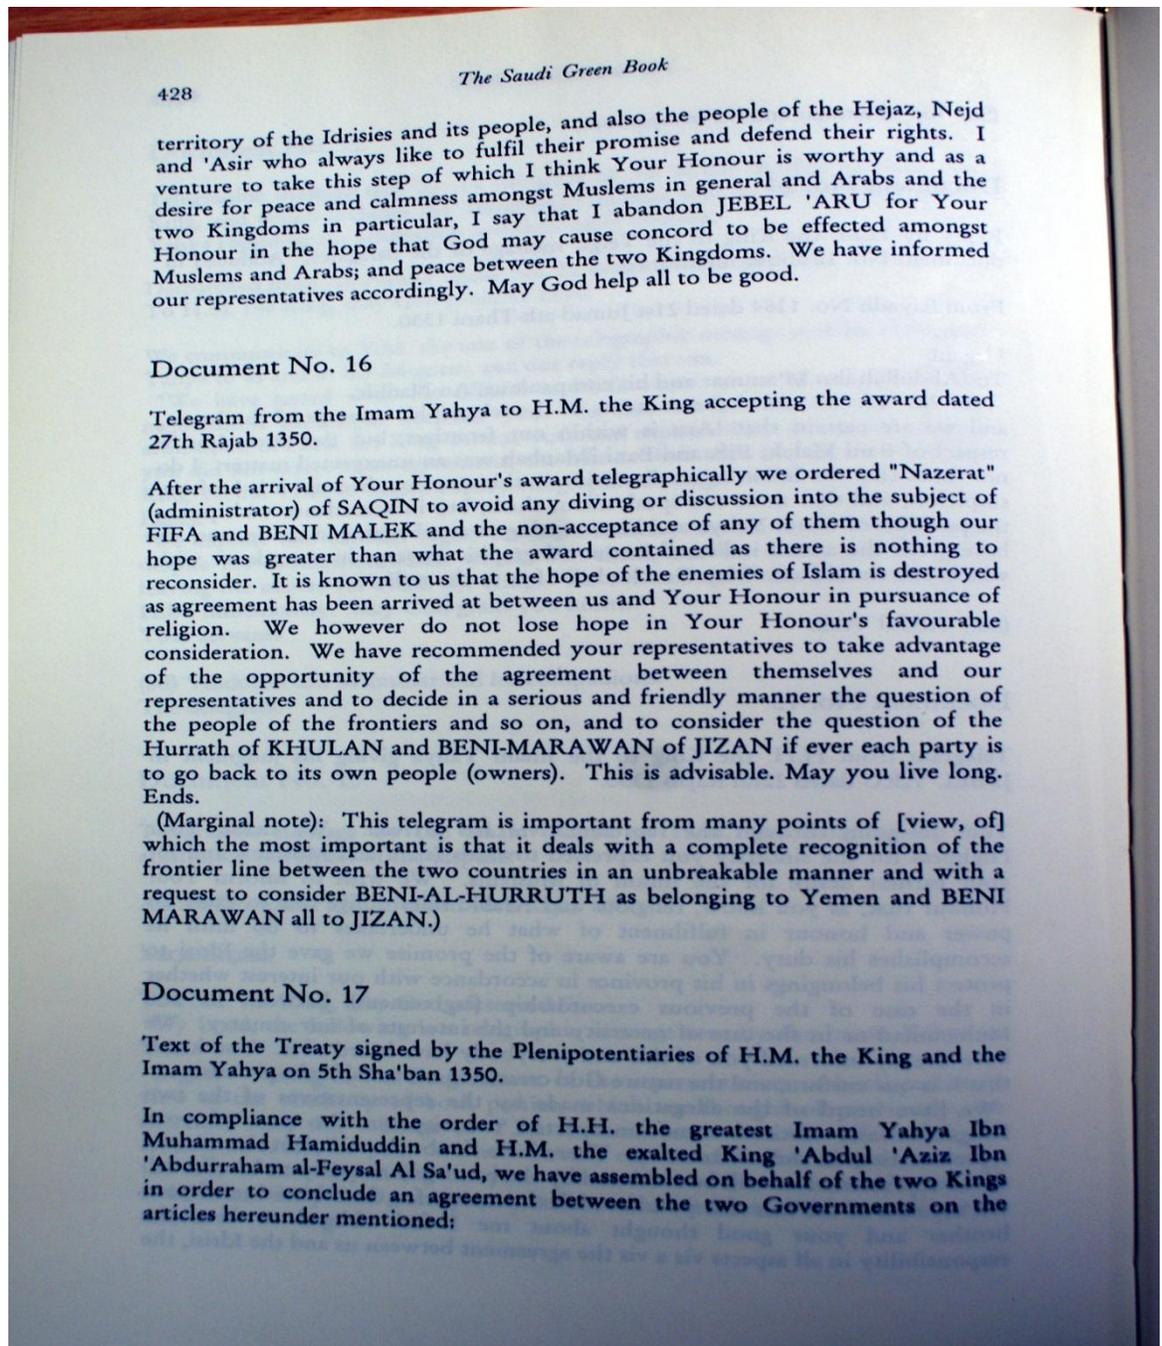 428
The Saudi Green Book
territory of the Idrisies and its people, and also the people of the Hejaz, Nejd
and 'Asir who always like to fulfil their promise and defend their rights. I
venture to take this step of which I think Your Honour is worthy and as a
desire for peace and calmness amongst Muslems in general and Arabs and the
two Kingdoms in particular, I say that I abandon JEBEL 'ARU for Your
Honour in the hope that God may cause concord to be effected amongst
Muslems and Arabs; and peace between the two Kingdoms. We have informed
our representatives accordingly. May God help all to be good.
Document No. 16
Telegram from the Imam Yahya to H.M. the King accepting the award dated
27th Rajab 1350.
After the arrival of Your Honour's award telegraphically we ordered "Nazerat"
(administrator) of SAQIN to avoid any diving or discussion into the subject of
FIFA and BENI MALEK and the non-acceptance of any of them though our
hope was greater than what the award contained as there is nothing to
reconsider. It is known to us that the hope of the enemies of Islam is destroyed
as agreement has been arrived at between us and Your Honour in pursuance of
religion. We however do not lose hope in Your Honour's favourable
consideration. We have recommended your representatives to take advantage
of the opportunity of the agreement between themselves and our
representatives and to decide in a serious and friendly manner the question of
the people of the frontiers and so on, and to consider the question of the
Hurrath of KHULAN and BENI-MARAWAN of JIZAN if ever each party is
to go back to its own people (owners). This is advisable. May you live long.
Ends.
(Marginal note): This telegram is important from many points of [view, of]
which the most important is that it deals with a complete recognition of the
frontier line between the two countries in an unbreakable manner and with a
request to consider BENI-AL-HURRUTH as belonging to Yemen and BENI
MARAWAN all to JIZAN.)
Document No. 17
Text of the Treaty signed by the Plenipotentiaries of H.M. the King and the
Imam Yahya on 5th Sha'ban 1350.
In compliance with the order of H.H. the greatest Imam Yahya Ibn
Muhammad Hamiduddin and H.M. the exalted King 'Abdul 'Aziz Ibn
'Abdurraham al-Feysal Al Sa'ud, we have assembled on behalf of the two Kings
in order to conclude an agreement between the two Governments on the
articles hereunder mentioned: